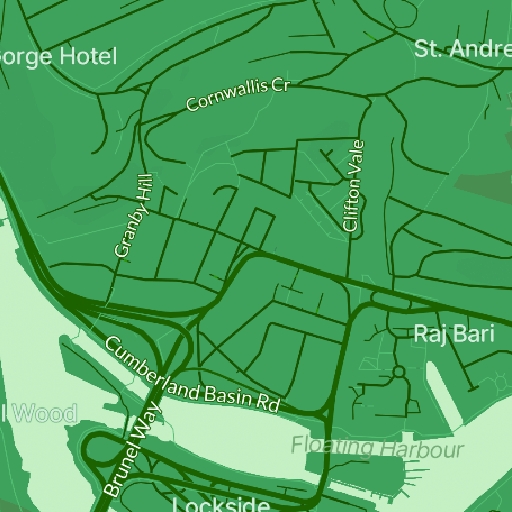 St. Andre
Gorge Hotel
Cornwallis Cr
Clifton Vale
Granby Hill
Raj Bari
Cumberland Basin Rd
l Wood
Brunel Way
Floating Harbour
Lockside